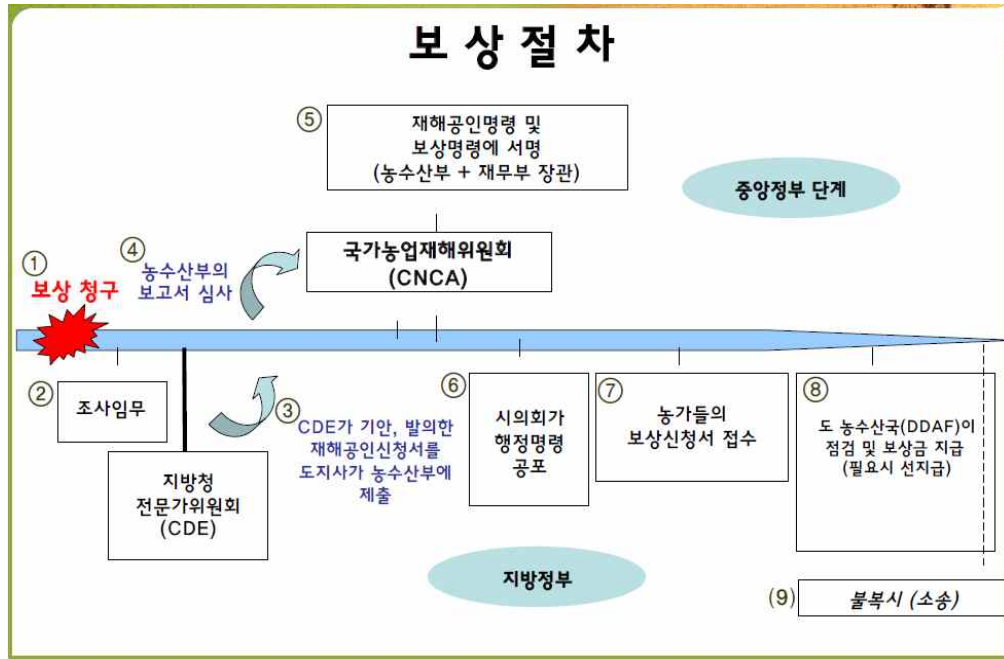 보 상 절 차
⑤
재해공인명령 및
보상명령에 서명
(농수산부 + 재무부 장관)
중앙정부 단계
①
보상 청구
④
농수산부의
보고서 심사
국가농업재해위원회
(CNCA)
②
조사임무
지방청
전문가위원회
(CDE)
③
CDE가 기안, 발의한
재해공인신청서를
도지사가 농수산부에
제출
⑥
시의회가
행정명령
공포
⑦
농가들의
보상신청서 접수
⑧
도 농수산국(DDAF)이
점검 및 보상금 지급
(필요시 선지급)
지방정부
(9)
불복시 (소송)